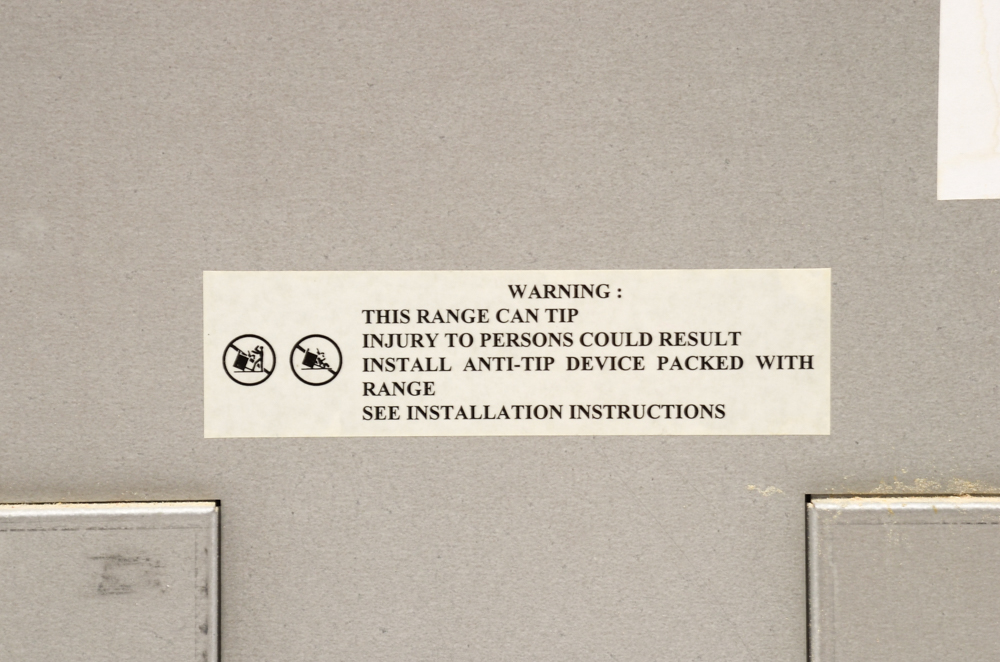 WARNING :
THIS RANGE CAN TIP
INJURY TO PERSONS COULD RESULT
INSTALL ANTI-TIP DEVICE PACKED WITH
RANGE
SEE INSTALLATION INSTRUCTIONS